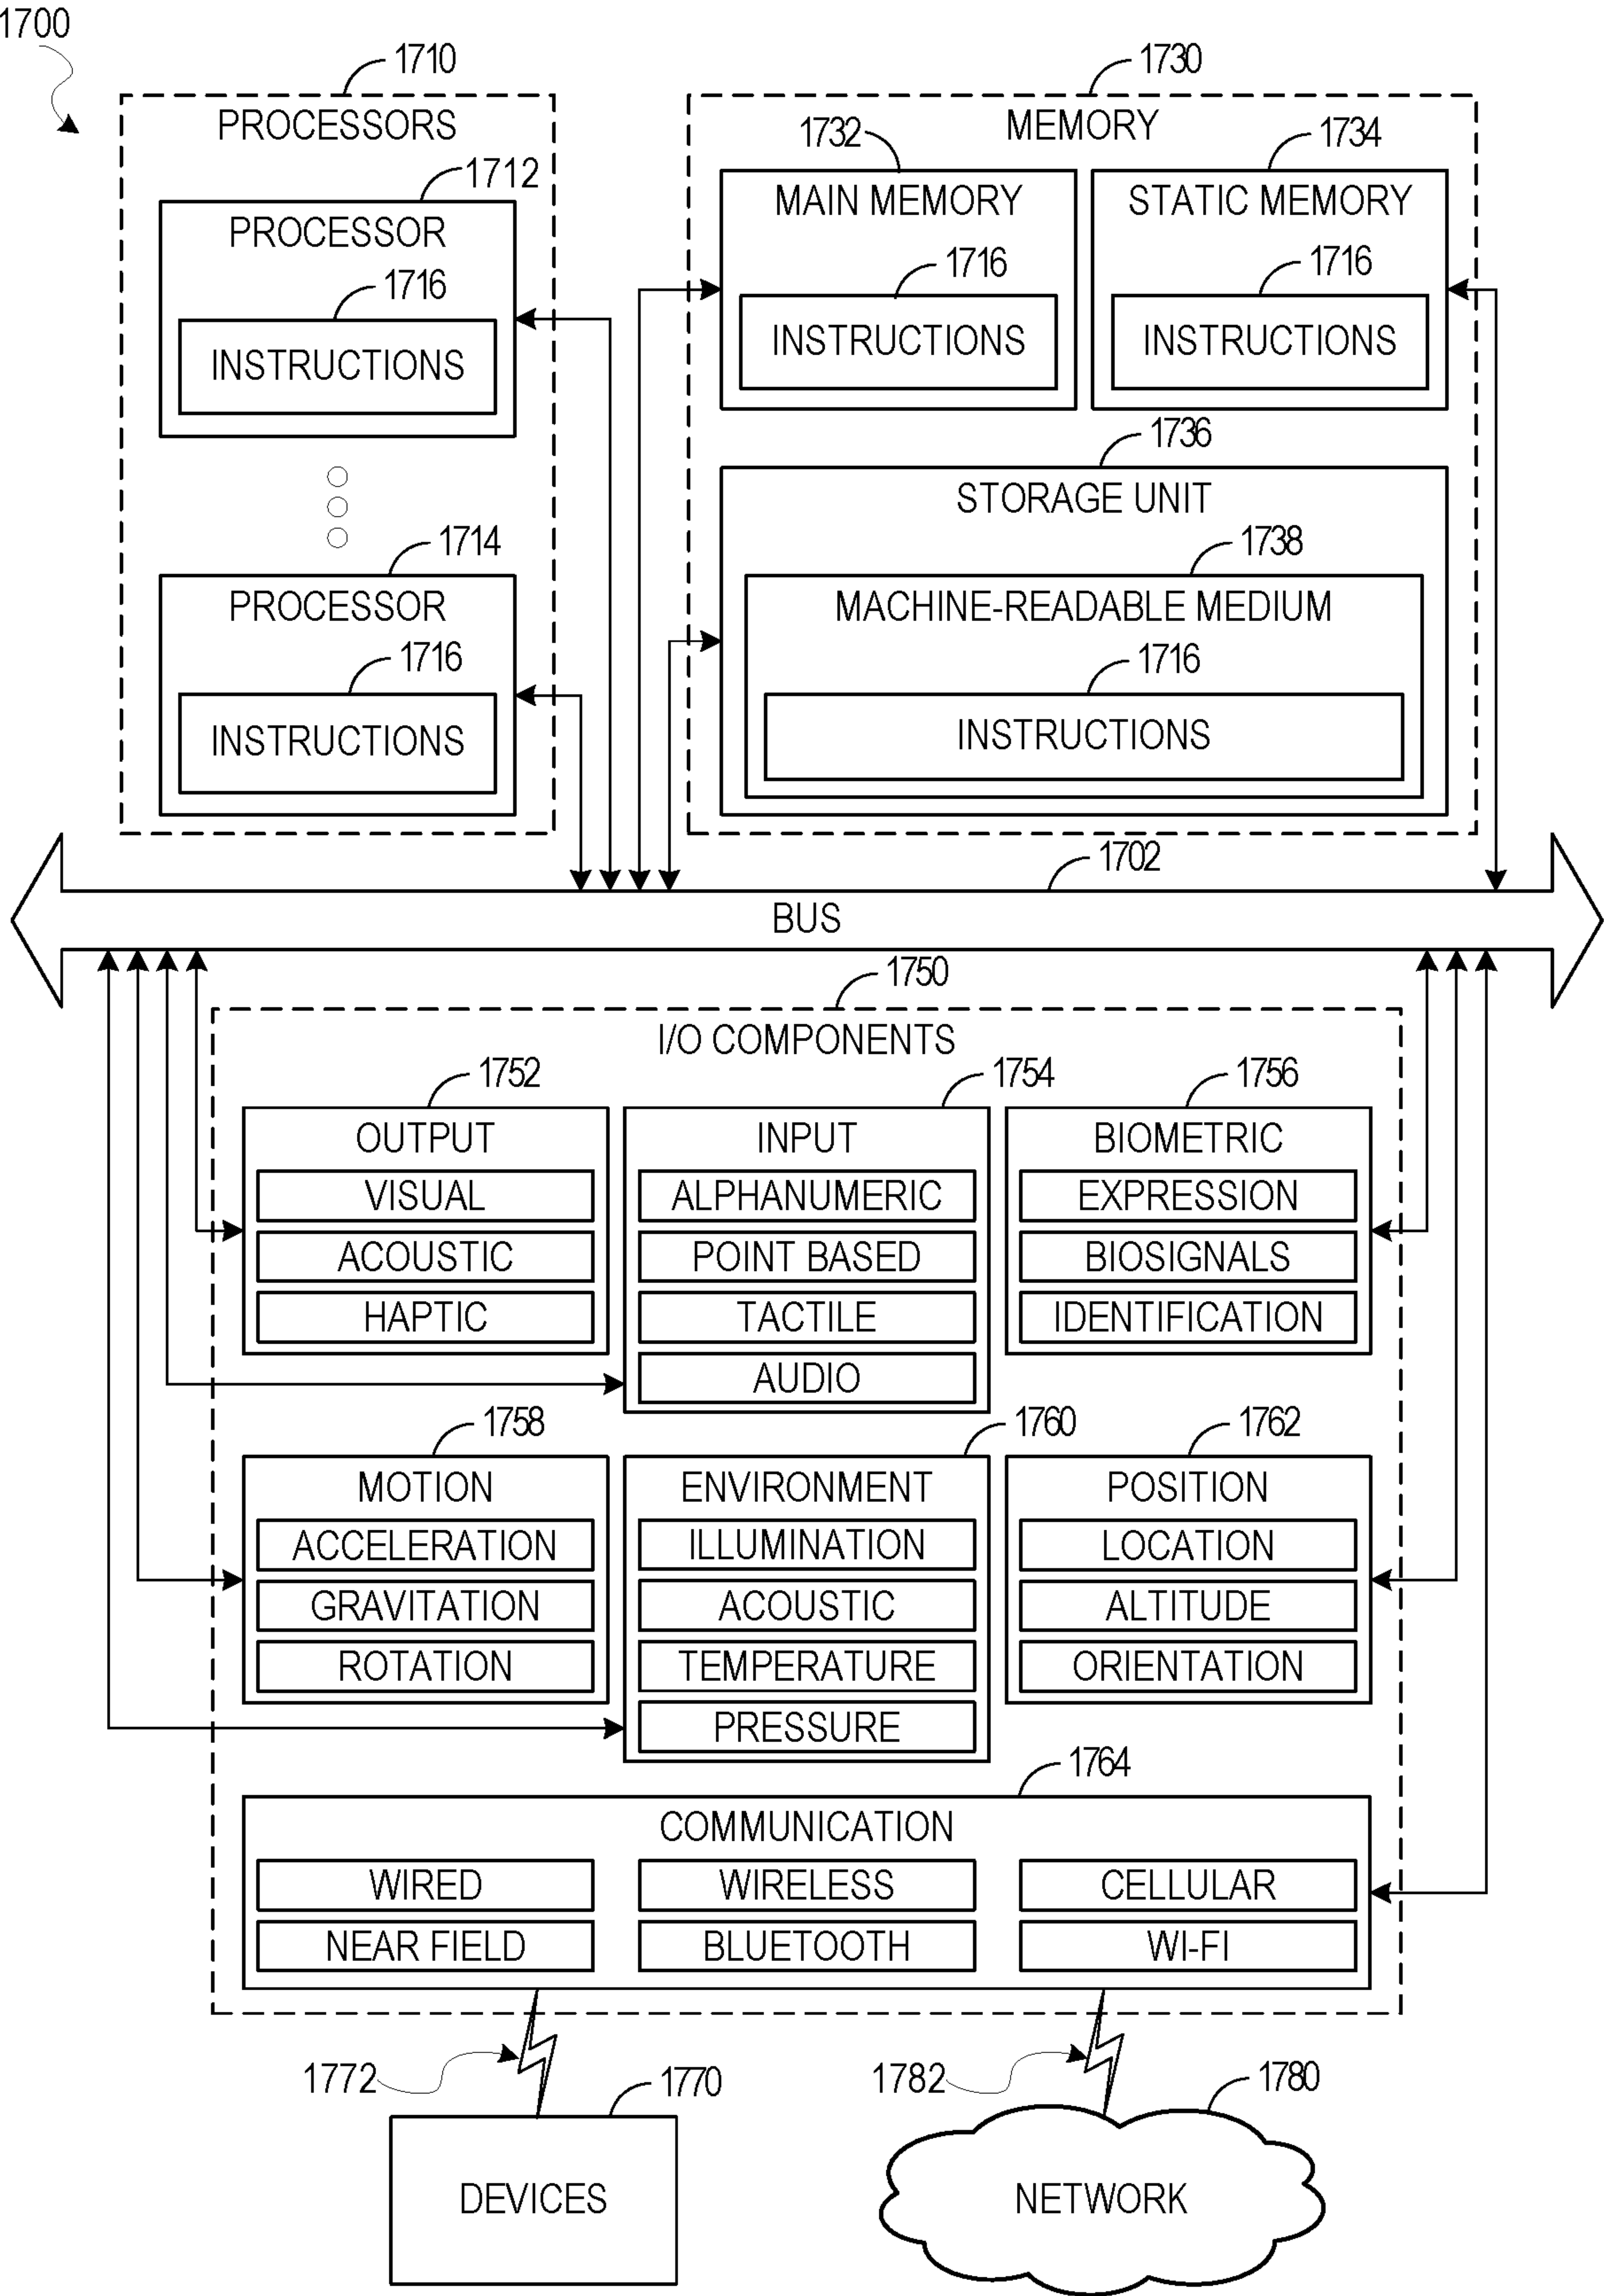 1700
1710
PROCESSORS
1712
PROCESSOR
1716
INSTRUCTIONS
1714
PROCESSOR
1716
INSTRUCTIONS
1730
MEMORY
1732
MAIN MEMORY
1716
INSTRUCTIONS
1734
STATIC MEMORY
1716
INSTRUCTIONS
1736
STORAGE UNIT
1738
MACHINE-READABLE MEDIUM
1716
INSTRUCTIONS
1702
BUS
1750
I/O COMPONENTS
1752
OUTPUT
VISUAL
ACOUSTIC
HAPTIC
1754
INPUT
ALPHANUMERIC
POINT BASED
TACTILE
AUDIO
1756
BIOMETRIC
EXPRESSION
BIOSIGNALS
IDENTIFICATION
1758
MOTION
ACCELERATION
GRAVITATION
ROTATION
1760
ENVIRONMENT
ILLUMINATION
ACOUSTIC
TEMPERATURE
PRESSURE
1762
POSITION
LOCATION
ALTITUDE
ORIENTATION
1764
COMMUNICATION
WIRED
WIRELESS
CELLULAR
NEAR FIELD
BLUETOOTH
WI-FI
1772
1770
DEVICES
1782
1780
NETWORK